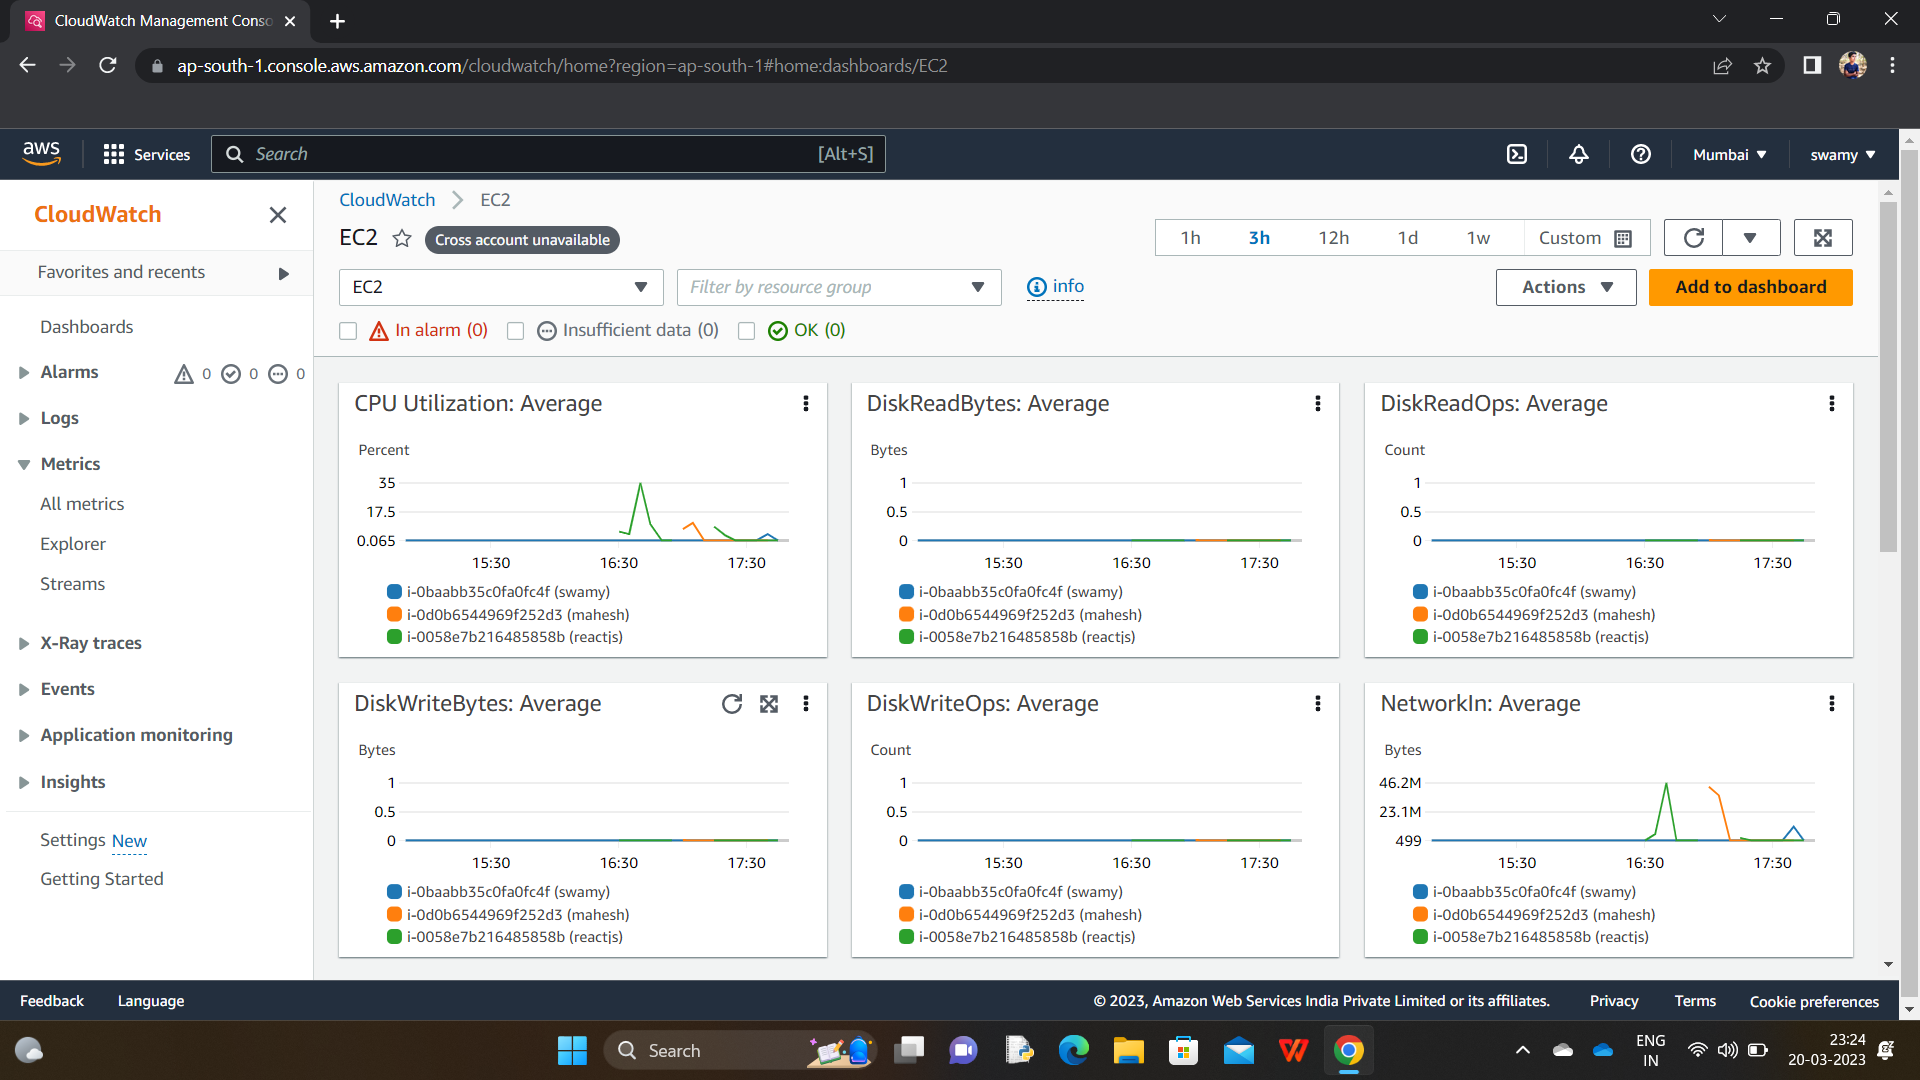 CloudWatch Management Conso
ap-south-1.console.aws.amazon.com/cloudwatch/home?region=ap-south-1#home:dashboards/EC2
aws
Services
Search
[Alt+S]
Mumbai
swamy
CloudWatch
Favorites and recents
Dashboards
Alarms 0 0 0
Logs
Metrics
All metrics
Explorer
Streams
X-Ray traces
Events
Application monitoring
Insights
Settings New
Getting Started
CloudWatch EC2
EC2 Cross account unavailable
1h 3h 12h 1d 1w Custom
EC2
Filter by resource group
info
Actions
Add to dashboard
In alarm (0) Insufficient data (0) OK (0)
CPU Utilization: Average
Percent
35
17.5
0.065
15:30 16:30 17:30
i-0baabb35c0fa0fc4f (swamy)
i-0d0b6544969f252d3 (mahesh)
i-0058e7b216485858b (reactjs)
DiskReadBytes: Average
Bytes
1
0.5
0
15:30 16:30 17:30
i-0baabb35c0fa0fc4f (swamy)
i-0d0b6544969f252d3 (mahesh)
i-0058e7b216485858b (reactjs)
DiskReadOps: Average
Count
1
0.5
0
15:30 16:30 17:30
i-0baabb35c0fa0fc4f (swamy)
i-0d0b6544969f252d3 (mahesh)
i-0058e7b216485858b (reactjs)
DiskWriteBytes: Average
Bytes
1
0.5
0
15:30 16:30 17:30
i-0baabb35c0fa0fc4f (swamy)
i-0d0b6544969f252d3 (mahesh)
i-0058e7b216485858b (reactjs)
DiskWriteOps: Average
Count
1
0.5
0
15:30 16:30 17:30
i-0baabb35c0fa0fc4f (swamy)
i-0d0b6544969f252d3 (mahesh)
i-0058e7b216485858b (reactjs)
NetworkIn: Average
Bytes
46.2M
23.1M
499
15:30 16:30 17:30
i-0baabb35c0fa0fc4f (swamy)
i-0d0b6544969f252d3 (mahesh)
i-0058e7b216485858b (reactjs)
Feedback Language © 2023, Amazon Web Services India Private Limited or its affiliates. Privacy Terms Cookie preferences
Search
ENG
IN
23:24
20-03-2023